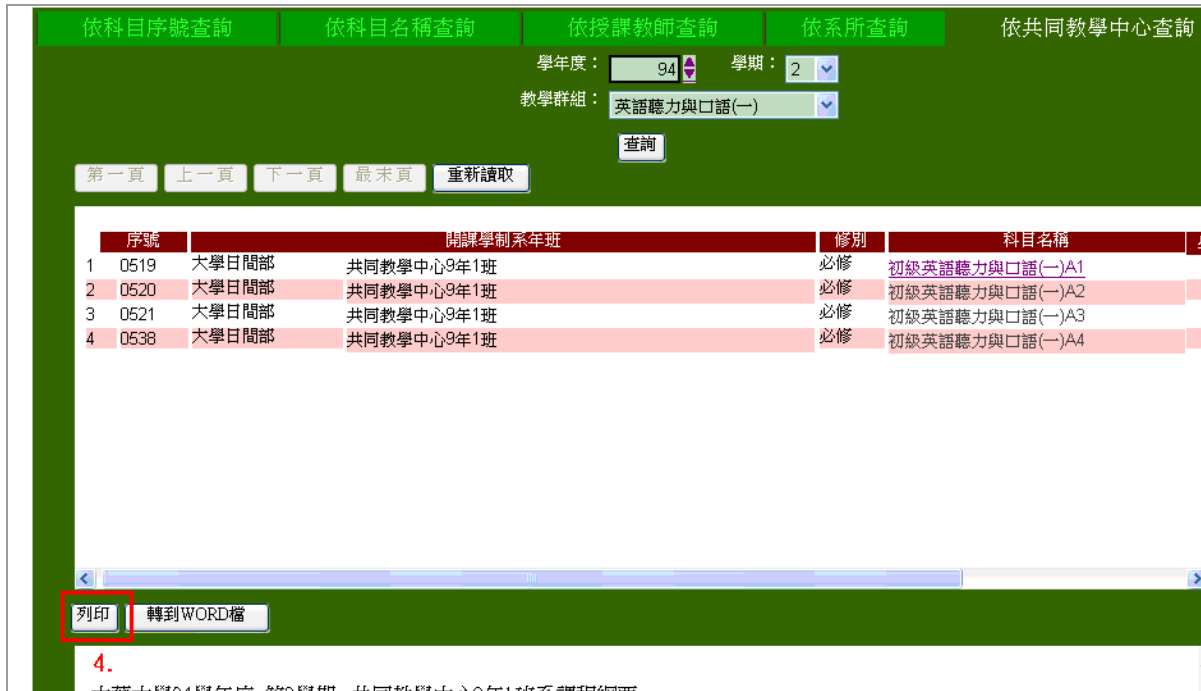 依科目序號查詢 依科目名稱查詢 依授課教師查詢 依系所查詢 依共同教學中心查詢
學年度： 94 學期： 2
教學群組： 英語聽力與口語(一)
查詢
第一頁 上一頁 下一頁 最末頁 重新讀取
序號 開課學制系年班 修別 科目名稱
1 0519 大學日間部 共同教學中心9年1班 必修 初級英語聽力與口語(一)A1
2 0520 大學日間部 共同教學中心9年1班 必修 初級英語聽力與口語(一)A2
3 0521 大學日間部 共同教學中心9年1班 必修 初級英語聽力與口語(一)A3
4 0538 大學日間部 共同教學中心9年1班 必修 初級英語聽力與口語(一)A4
列印 轉到WORD檔
4.